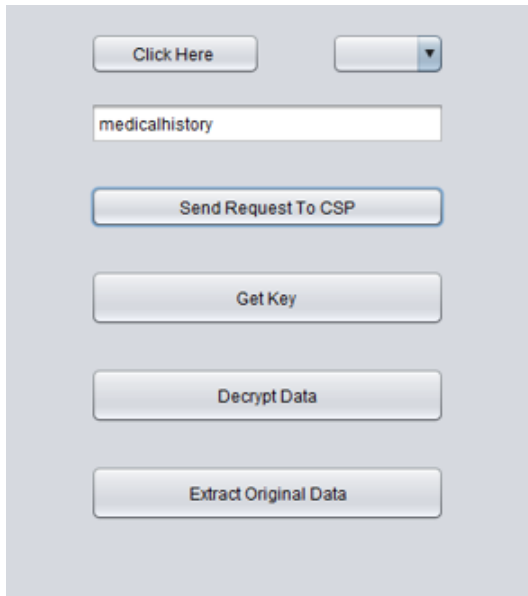 Click Here
medicalhistory
Send Request To CSP
Get Key
Decrypt Data
Extract Original Data